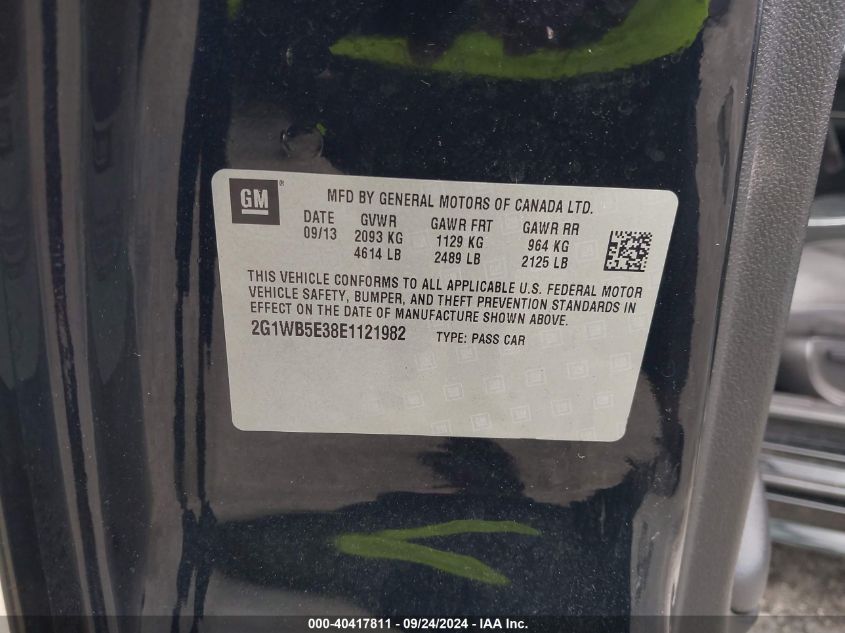 GM ®
MFD BY GENERAL MOTORS OF CANADA LTD.
DATE GVWR GAWR FRT GAWR RR
09/13 2093 KG 1129 KG 964 KG
4614 LB 2489 LB 2125 LB
THIS VEHICLE CONFORMS TO ALL APPLICABLE U.S. FEDERAL MOTOR
VEHICLE SAFETY, BUMPER, AND THEFT PREVENTION STANDARDS IN
EFFECT ON THE DATE OF MANUFACTURE SHOWN ABOVE.
2G1WB5E38E1121982 TYPE: PASS CAR
000-40417811 - 09/24/2024 - IAA Inc.